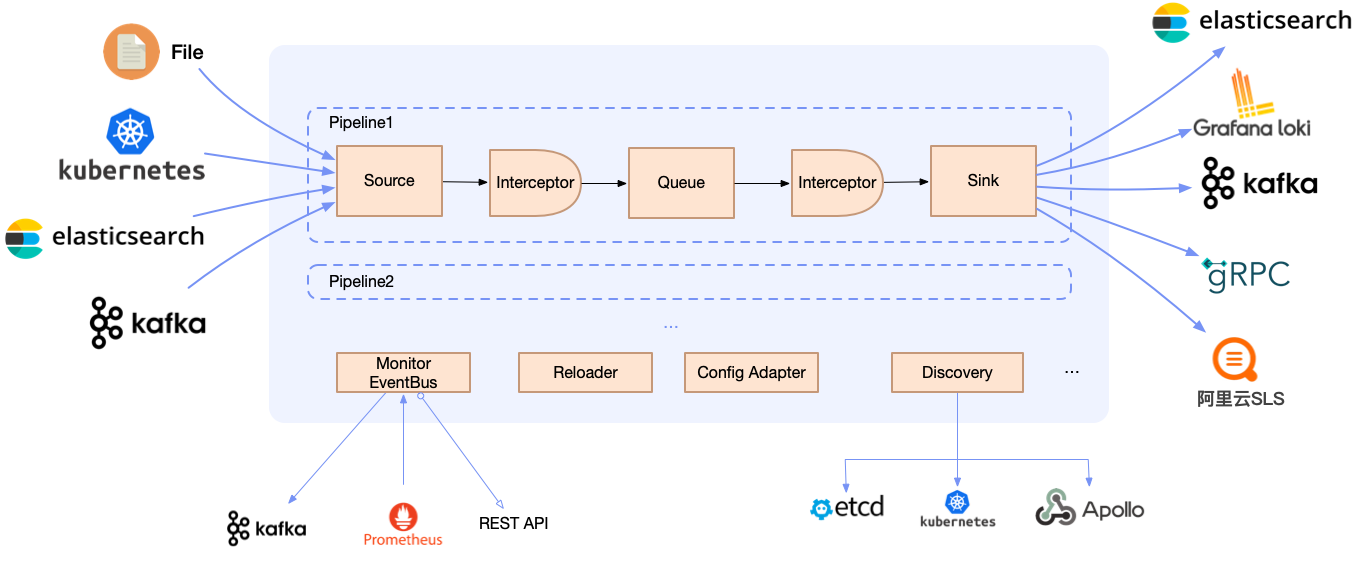 File
kubernetes
elasticsearch
kafka
Pipeline1
Source
Interceptor
Queue
Interceptor
Sink
Pipeline2
...
Monitor
EventBus
Reloader
Config Adapter
Discovery
...
elasticsearch
Grafana loki
kafka
gRPC
阿里云SLS
kafka
Prometheus
REST API
etcd
kubernetes
Apollo